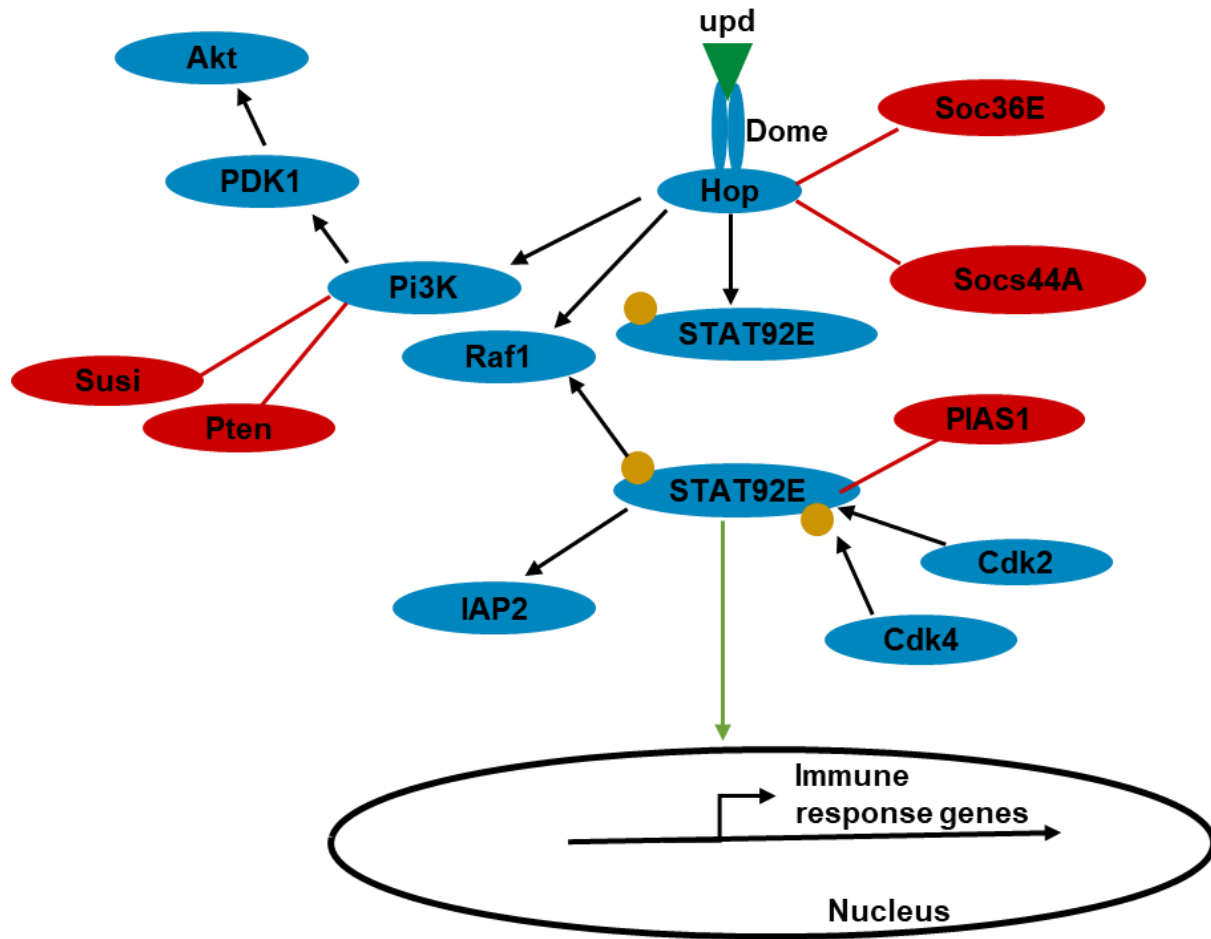 upd
Akt
Soc36E
Dome
PDK1
Hop
Pi3K
Socs44A
STAT92E
Raf1
Susi
Pten
PIAS1
STAT92E
Cdk2
IAP2
Cdk4
Immune
response genes
Nucleus